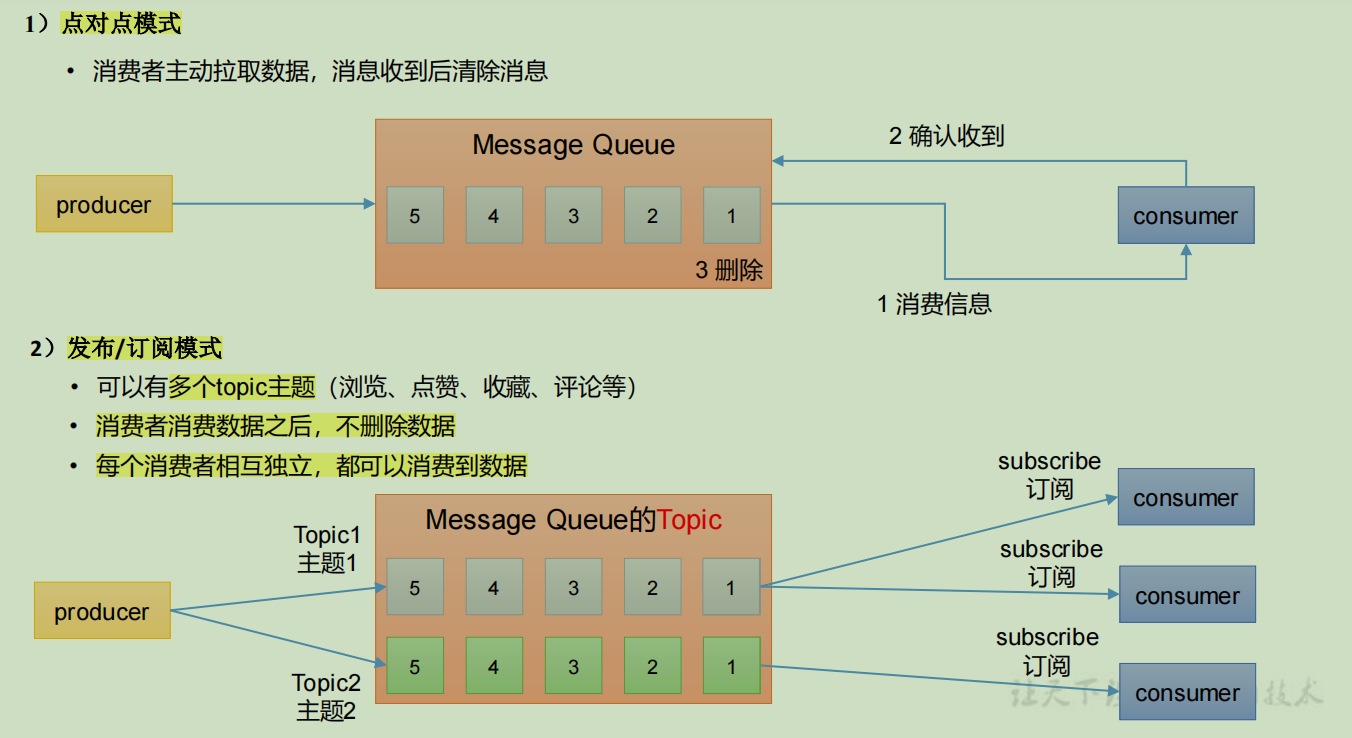 1）点对点模式
• 消费者主动拉取数据，消息收到后清除消息
Message Queue
2 确认收到
producer
5 4 3 2 1
consumer
3 删除
1 消费信息
2）发布/订阅模式
• 可以有多个topic主题（浏览、点赞、收藏、评论等）
• 消费者消费数据之后，不删除数据
• 每个消费者相互独立，都可以消费到数据
subscribe
订阅
consumer
Message Queue的Topic
Topic1
主题1
5 4 3 2 1
subscribe
订阅
consumer
producer
5 4 3 2 1
subscribe
订阅
consumer
Topic2
主题2
让天下
技术